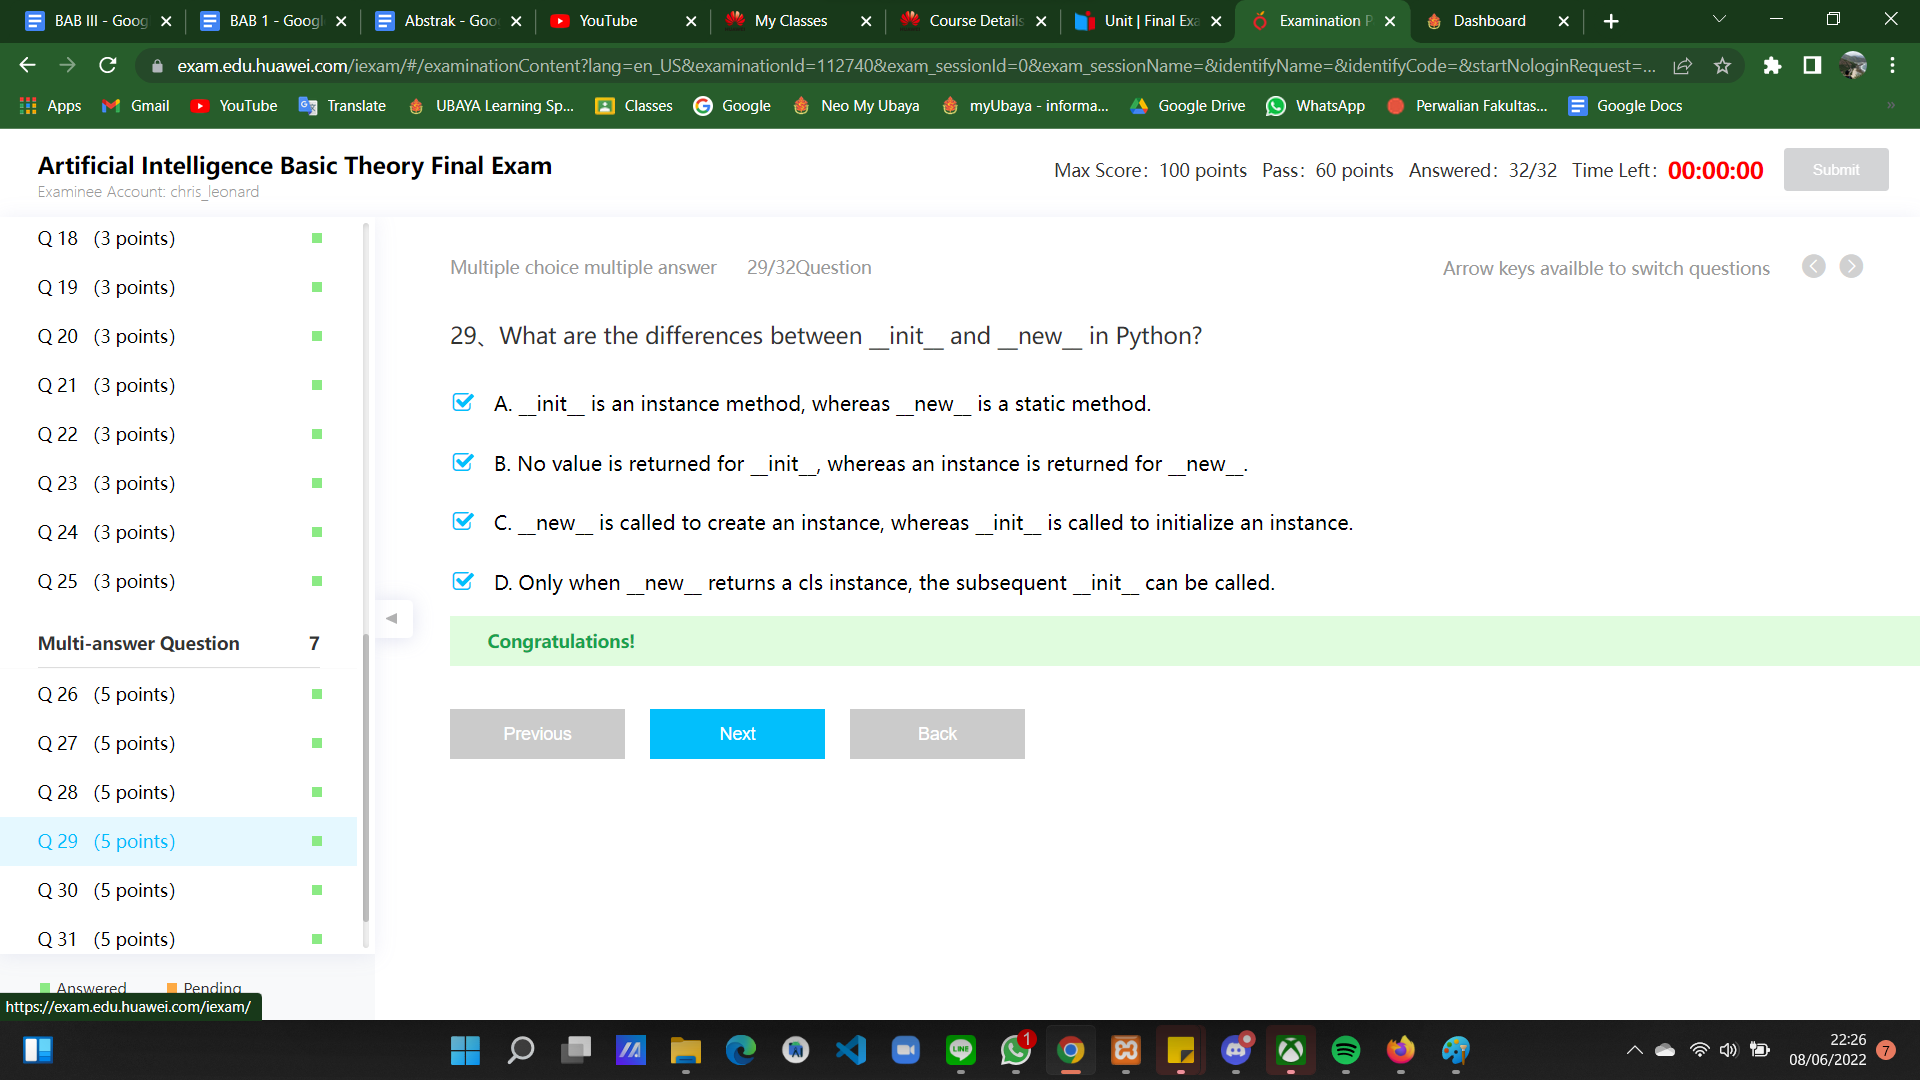 BAB III - Goog
BAB 1 - Googl
Abstrak - Goo
YouTube
My Classes
Course Details
Unit | Final Exa
Examination P
Dashboard
exam.edu.huawei.com/iexam/#/examinationContent?lang=en_US&examinationId=112740&exam_sessionId=0&exam_sessionName=&identifyName=&identifyCode=&startNologinRequest=...
Apps
Gmail
YouTube
Translate
UBAYA Learning Sp...
Classes
Google
Neo My Ubaya
myUbaya - informa...
Google Drive
WhatsApp
Perwalian Fakultas...
Google Docs
»
Artificial Intelligence Basic Theory Final Exam
Examinee Account: chris_leonard
Max Score: 100 points Pass: 60 points Answered: 32/32 Time Left: 00:00:00
Submit
Q 18 (3 points)
Q 19 (3 points)
Q 20 (3 points)
Q 21 (3 points)
Q 22 (3 points)
Q 23 (3 points)
Q 24 (3 points)
Q 25 (3 points)
Multi-answer Question 7
Q 26 (5 points)
Q 27 (5 points)
Q 28 (5 points)
Q 29 (5 points)
Q 30 (5 points)
Q 31 (5 points)
Answered Pending
https://exam.edu.huawei.com/iexam/
Multiple choice multiple answer 29/32Question
Arrow keys availble to switch questions
29、What are the differences between __init__ and __new__ in Python?
A. __init__ is an instance method, whereas __new__ is a static method.
B. No value is returned for __init__, whereas an instance is returned for __new__.
C. __new__ is called to create an instance, whereas __init__ is called to initialize an instance.
D. Only when __new__ returns a cls instance, the subsequent __init__ can be called.
Congratulations!
Previous
Next
Back
LINE
1
22:26
08/06/2022
7